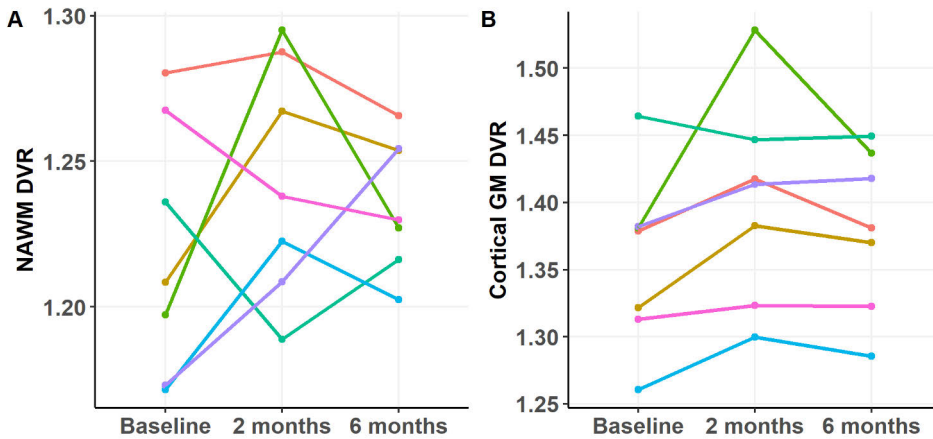 A
NAWM DVR
1.30
1.25
1.20
Baseline 2 months 6 months
B
Cortical GM DVR
1.50
1.45
1.40
1.35
1.30
1.25
Baseline 2 months 6 months